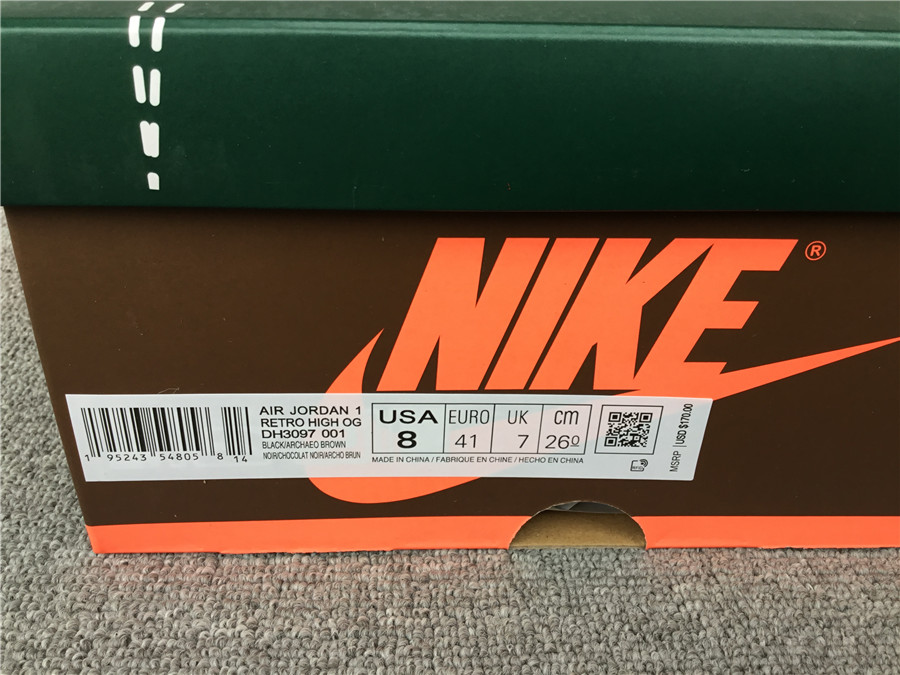 NIKE®
AIR JORDAN 1
RETRO HIGH OG
DH3097 001
BLACK/ARCHAEO BROWN
NOIR/CHOCOLAT NOIR/ARCHO BRUN
1 95243 54805 8 14
USA
8
EURO
41
UK
7
cm
26.0
MADE IN CHINA / FABRIQUE EN CHINE / HECHO EN CHINA
MSRP | USD $170.00